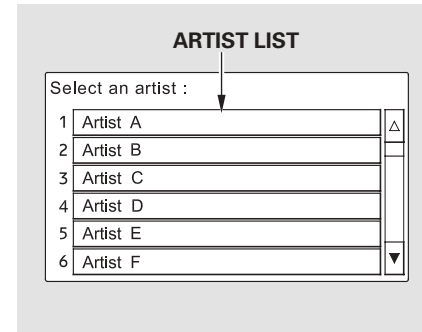 ARTIST LIST
Select an artist :
1 Artist A
2 Artist B
3 Artist C
4 Artist D
5 Artist E
6 Artist F